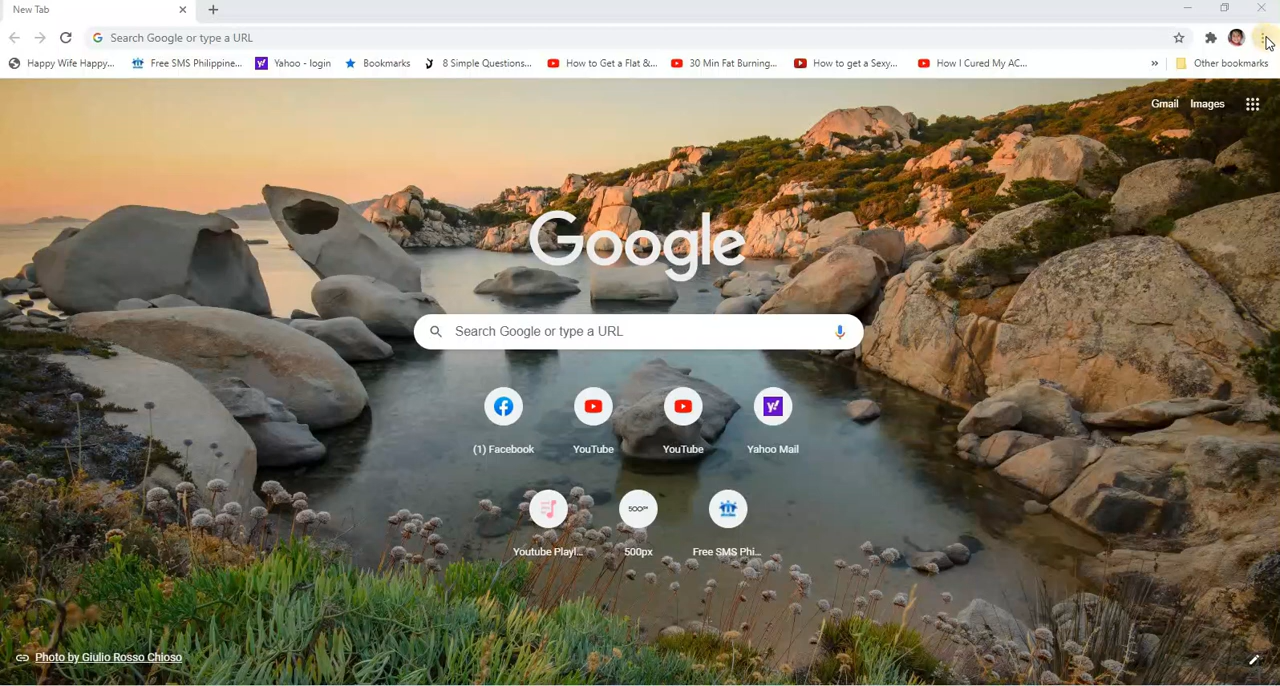 New Tab
Search Google or type a URL
Happy Wife Happy... Free SMS Philippine... Yahoo - login Bookmarks 8 Simple Questions... How to Get a Flat &... 30 Min Fat Burning... How to get a Sexy... How I Cured My AC... » Other bookmarks
Gmail Images
Google
Search Google or type a URL
(1) Facebook YouTube YouTube Yahoo Mail
500px
Youtube Playl... 500px Free SMS Phi...
Photo by Giulio Rosso Chioso